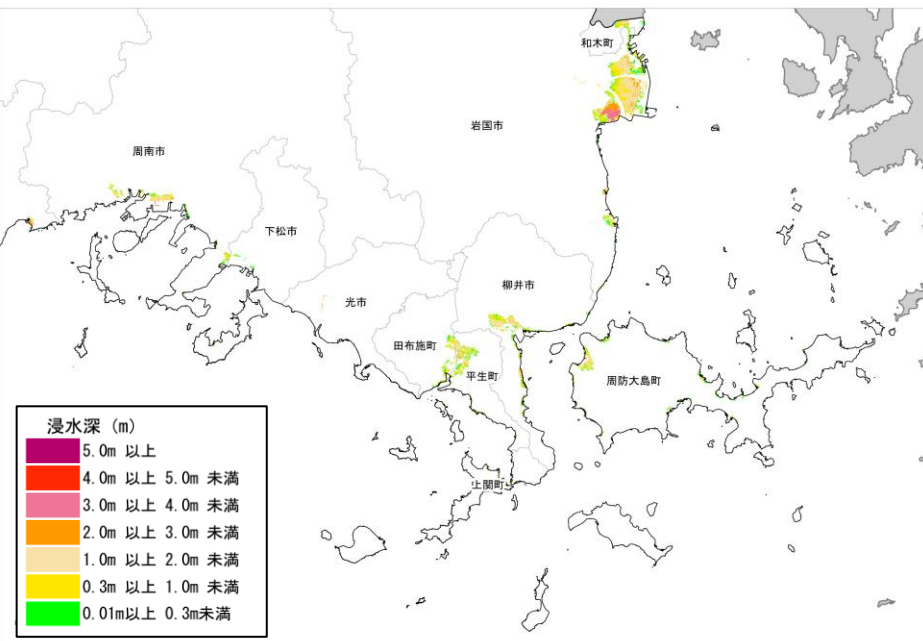 和木町
岩国市
周南市
下松市
柳井市
光市
田布施町
平生町
周防大島町
上関町
浸水深 (m)
5.0m 以上
4.0m 以上 5.0m 未満
3.0m 以上 4.0m 未満
2.0m 以上 3.0m 未満
1.0m 以上 2.0m 未満
0.3m 以上 1.0m 未満
0.01m以上 0.3m未満